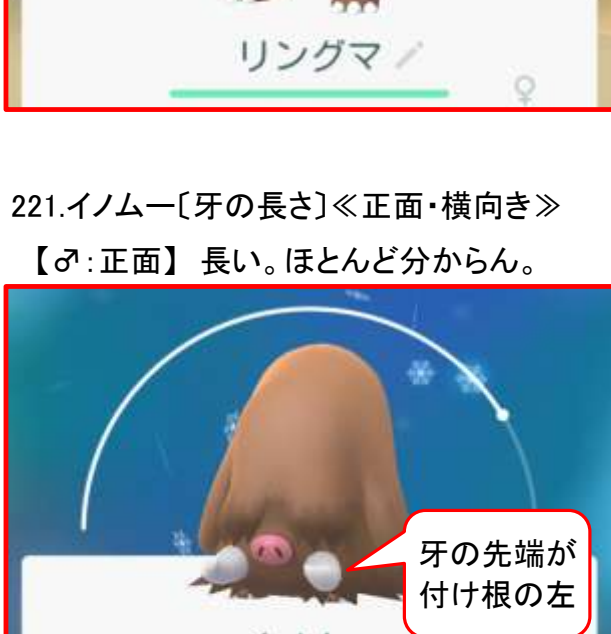 リングマ
♀
221.イノムー〔牙の長さ〕≪正面・横向き≫
【♂:正面】 長い。ほとんど分からん。
牙の先端が
付け根の左